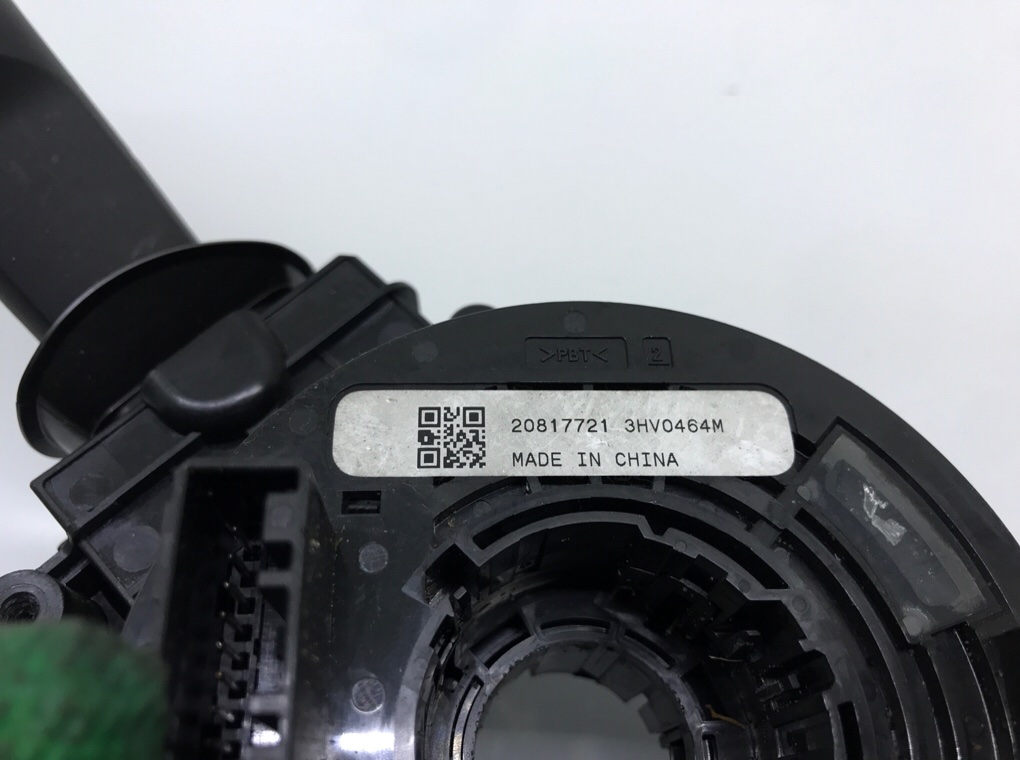 >PBT< 2
20817721 3HV0464M
MADE IN CHINA